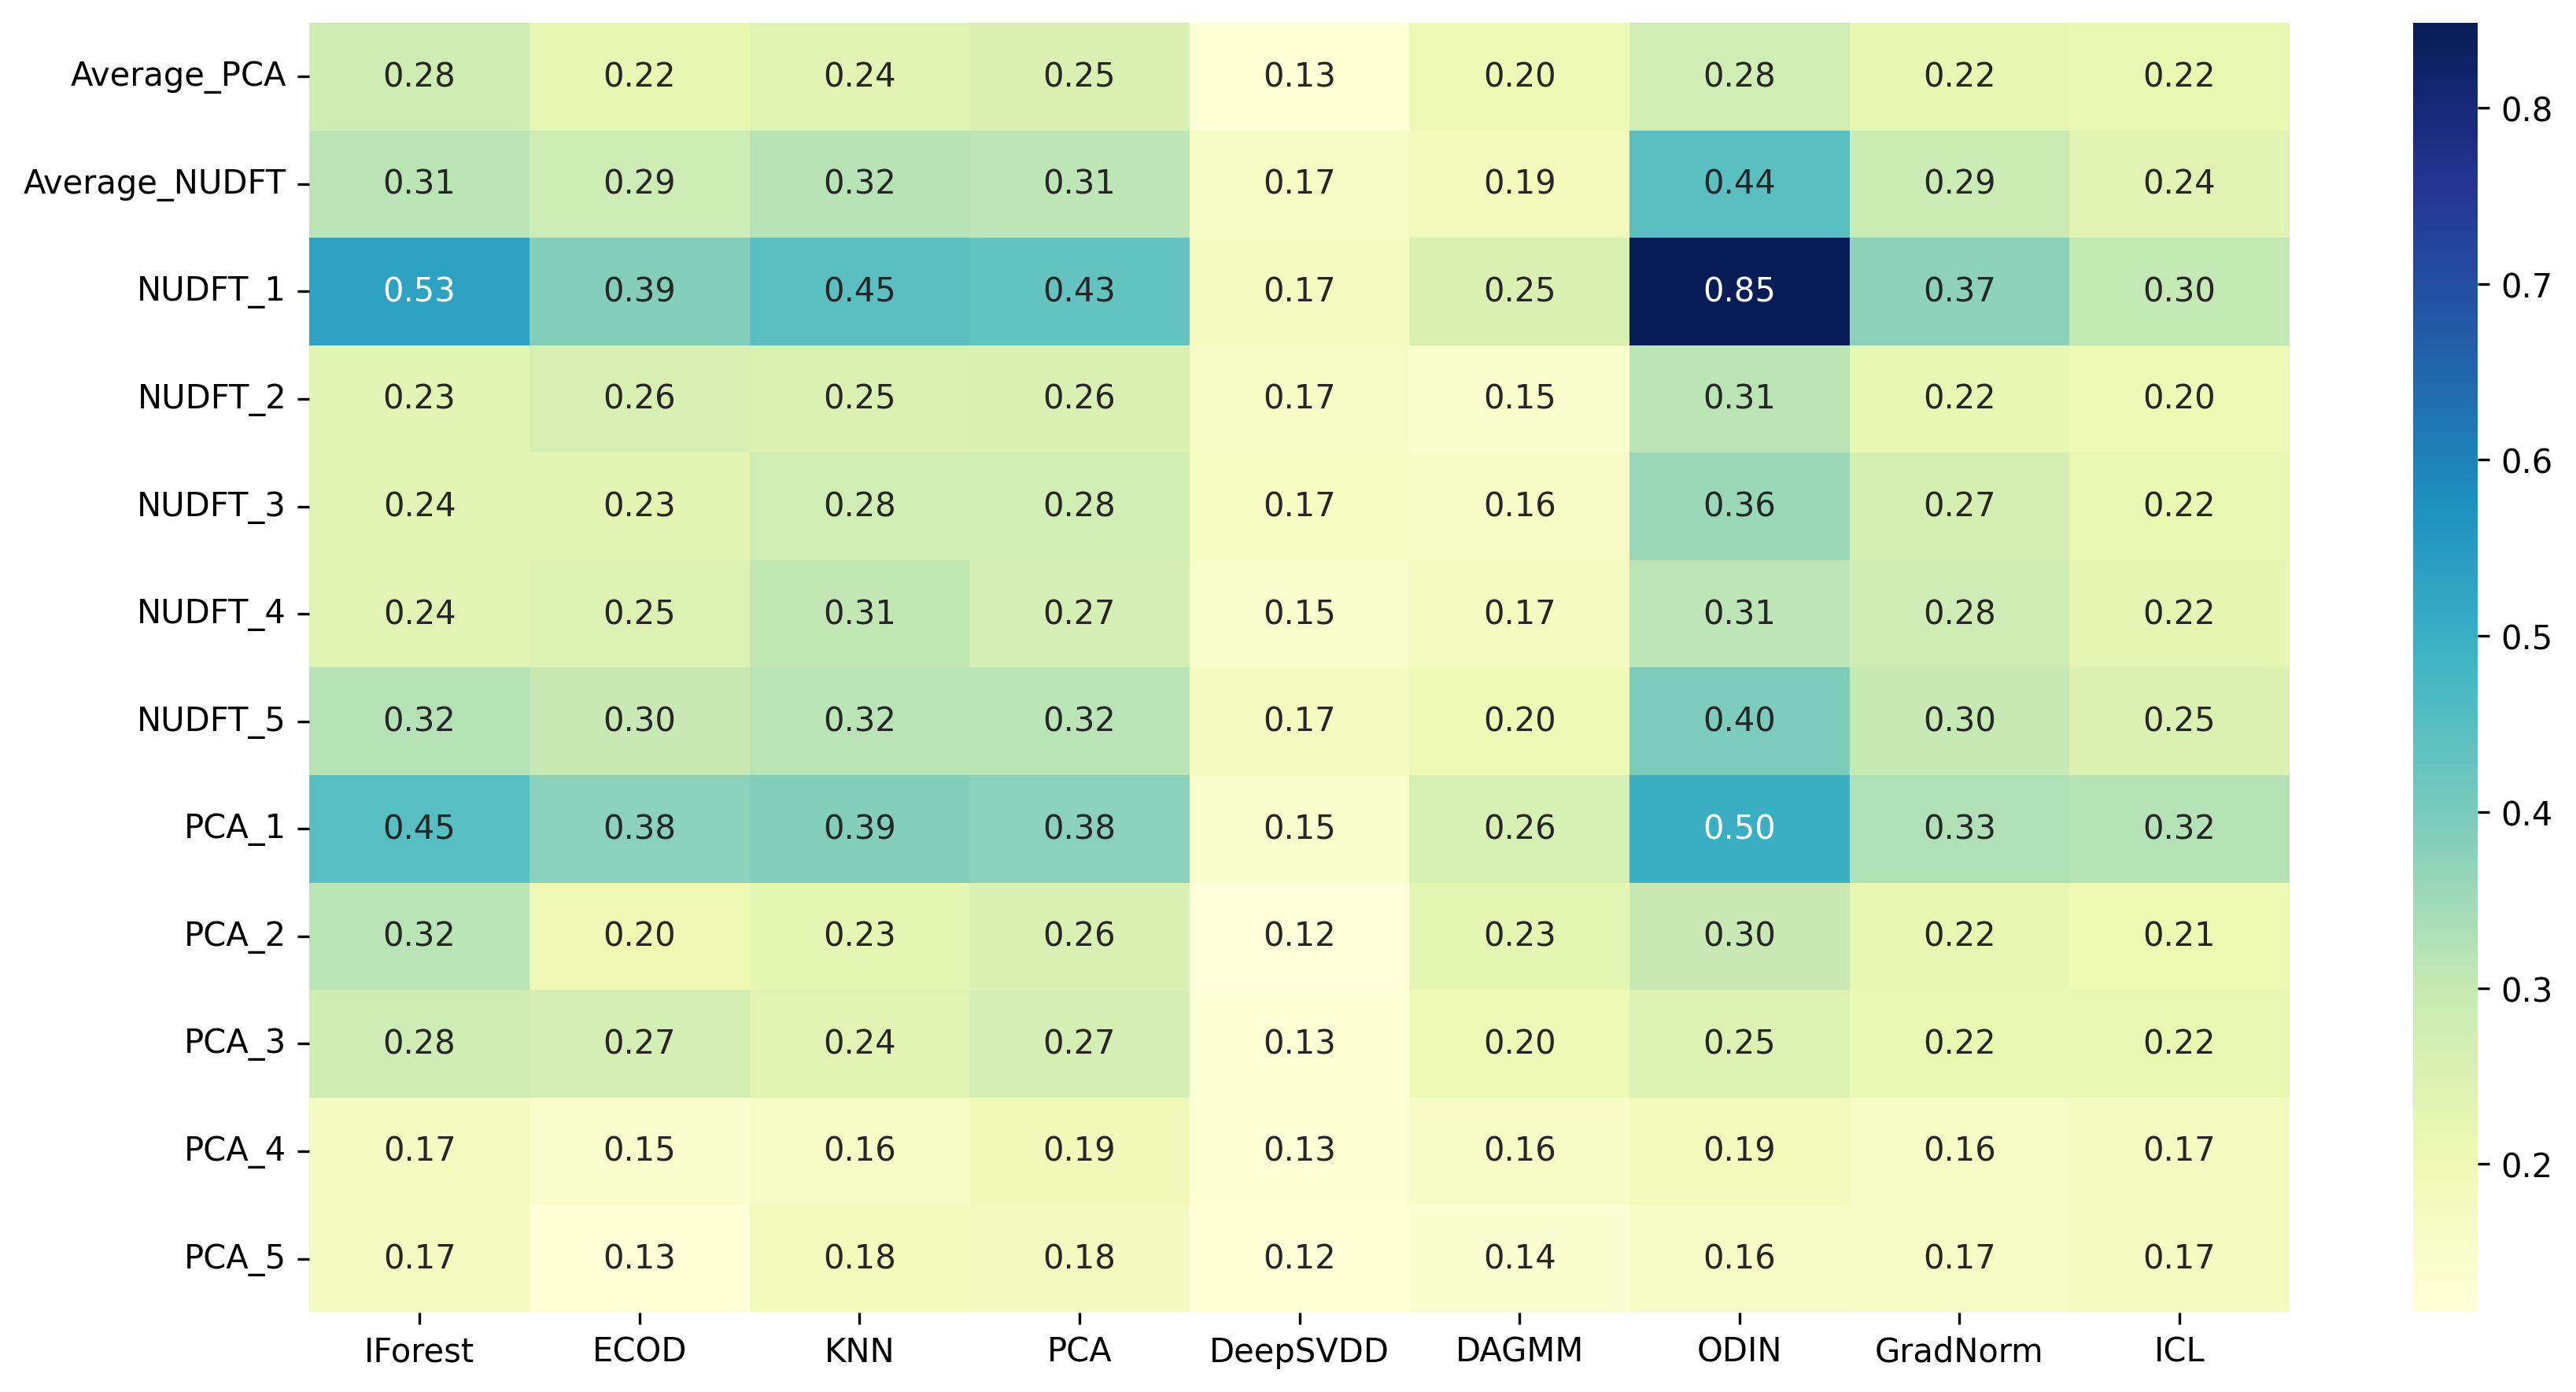 Average_PCA 0.28 0.22 0.24 0.25 0.13 0.20 0.28 0.22 0.22
Average_NUDFT 0.31 0.29 0.32 0.31 0.17 0.19 0.44 0.29 0.24
NUDFT_1 0.53 0.39 0.45 0.43 0.17 0.25 0.85 0.37 0.30
NUDFT_2 0.23 0.26 0.25 0.26 0.17 0.15 0.31 0.22 0.20
NUDFT_3 0.24 0.23 0.28 0.28 0.17 0.16 0.36 0.27 0.22
NUDFT_4 0.24 0.25 0.31 0.27 0.15 0.17 0.31 0.28 0.22
NUDFT_5 0.32 0.30 0.32 0.32 0.17 0.20 0.40 0.30 0.25
PCA_1 0.45 0.38 0.39 0.38 0.15 0.26 0.50 0.33 0.32
PCA_2 0.32 0.20 0.23 0.26 0.12 0.23 0.30 0.22 0.21
PCA_3 0.28 0.27 0.24 0.27 0.13 0.20 0.25 0.22 0.22
PCA_4 0.17 0.15 0.16 0.19 0.13 0.16 0.19 0.16 0.17
PCA_5 0.17 0.13 0.18 0.18 0.12 0.14 0.16 0.17 0.17
IForest ECOD KNN PCA DeepSVDD DAGMM ODIN GradNorm ICL
0.8
0.7
0.6
0.5
0.4
0.3
0.2